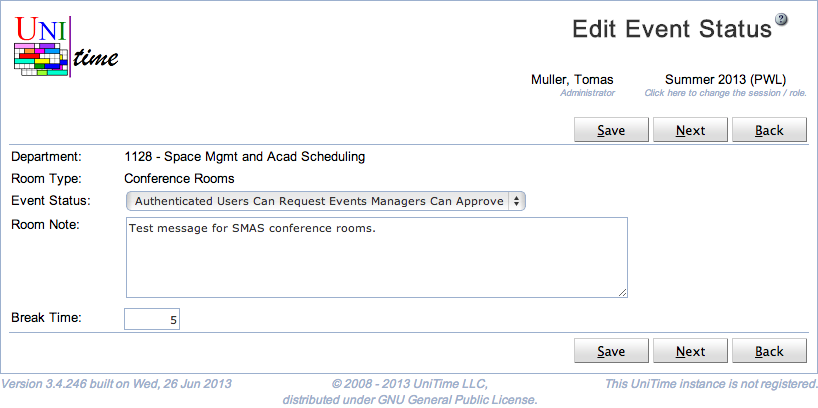 UNI
time
Edit Event Status
?
Muller, Tomas
Summer 2013 (PWL)
Administrator
Click here to change the session / role.
Save Next Back
Department: 1128 - Space Mgmt and Acad Scheduling
Room Type: Conference Rooms
Event Status: Authenticated Users Can Request Events Managers Can Approve
Room Note: Test message for SMAS conference rooms.
Break Time: 5
Save Next Back
Version 3.4.246 built on Wed, 26 Jun 2013 © 2008 - 2013 UniTime LLC, This UniTime instance is not registered.
distributed under GNU General Public License.